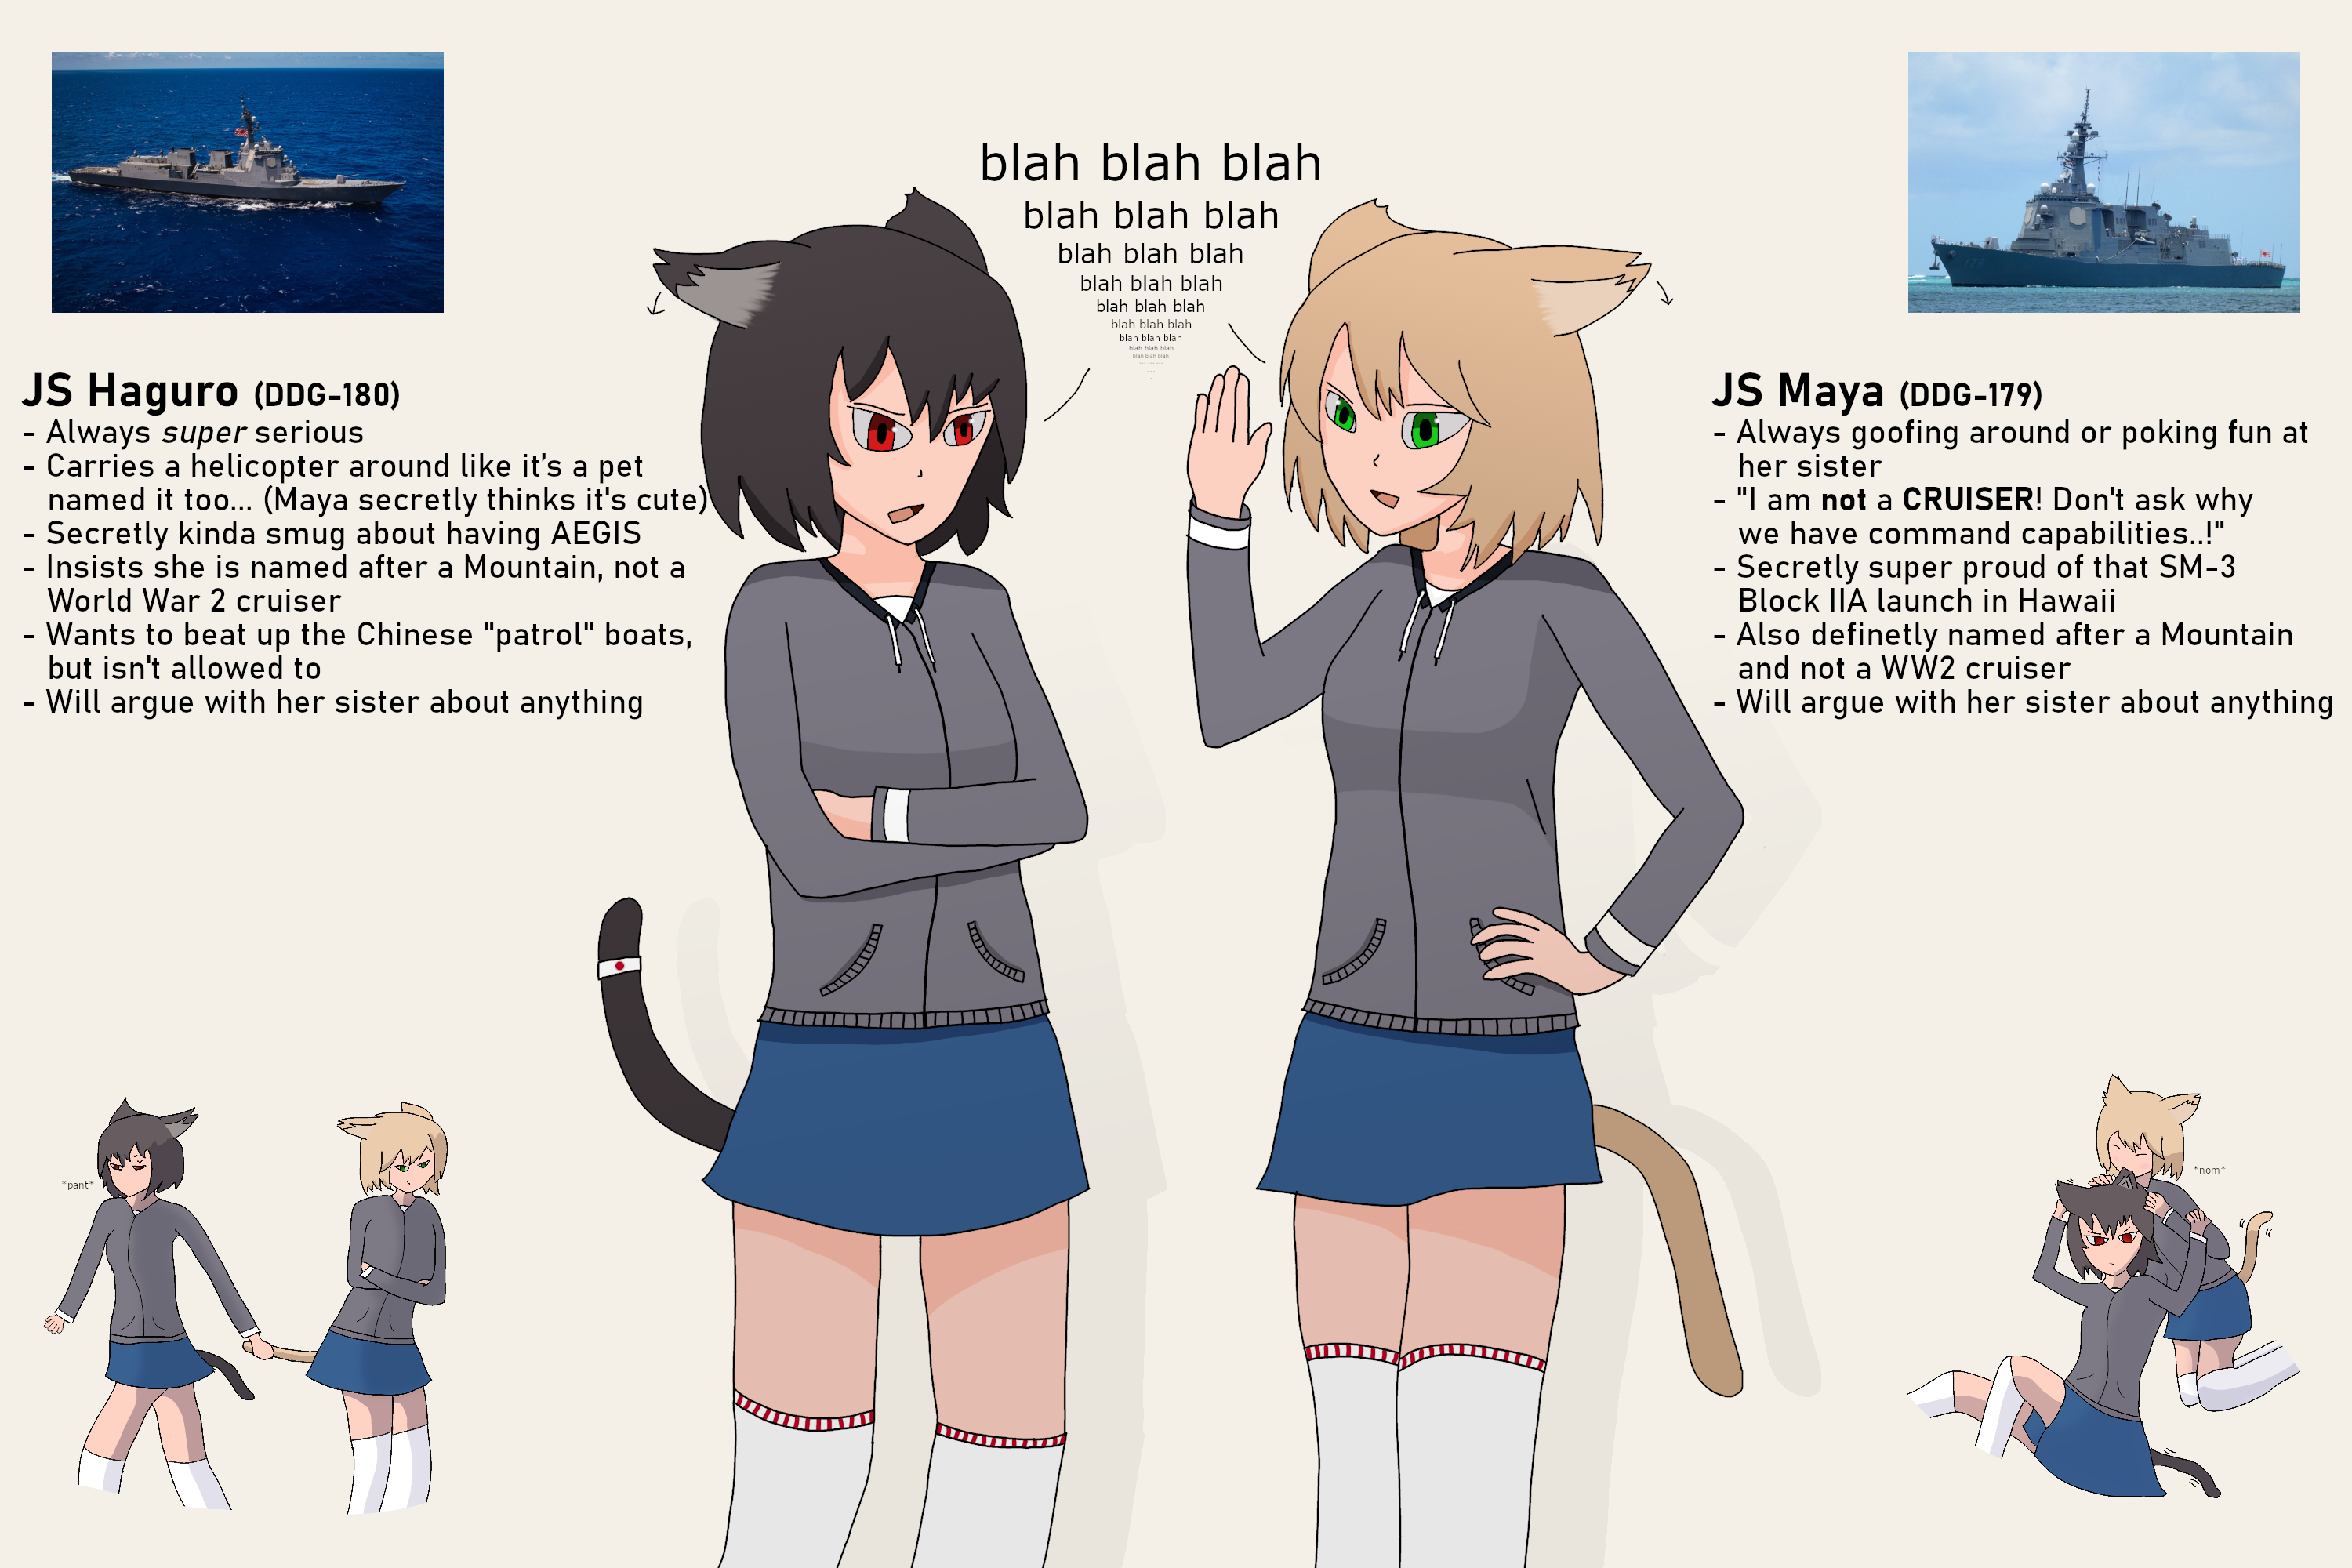 blah blah blah
blah blah blah
blah blah blah
blah blah blah
blah blah blah
blah blah blah
blah blah blah
blah blah blah
blah blah blah
JS Haguro (DDG-180)
- Always super serious
- Carries a helicopter around like it's a pet
named it too... (Maya secretly thinks it's cute)
- Secretly kinda smug about having AEGIS
- Insists she is named after a Mountain, not a
World War 2 cruiser
- Wants to beat up the Chinese "patrol" boats,
but isn't allowed to
- Will argue with her sister about anything
JS Maya (DDG-179)
- Always goofing around or poking fun at
her sister
- "I am not a CRUISER! Don't ask why
we have command capabilities..!"
- Secretly super proud of that SM-3
Block IIA launch in Hawaii
- Also definetly named after a Mountain
and not a WW2 cruiser
- Will argue with her sister about anything
*pant*
*nom*